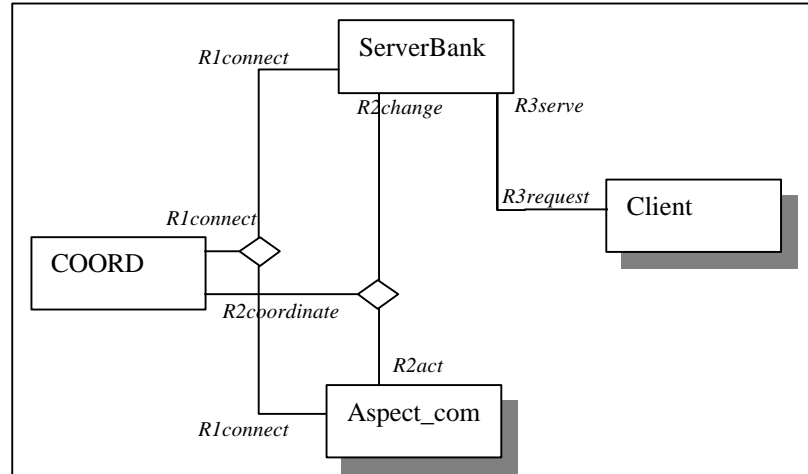 ServerBank
R1connect
R2change
R3serve
R3request
Client
R1connect
COORD
R2coordinate
R2act
Aspect_com
R1connect